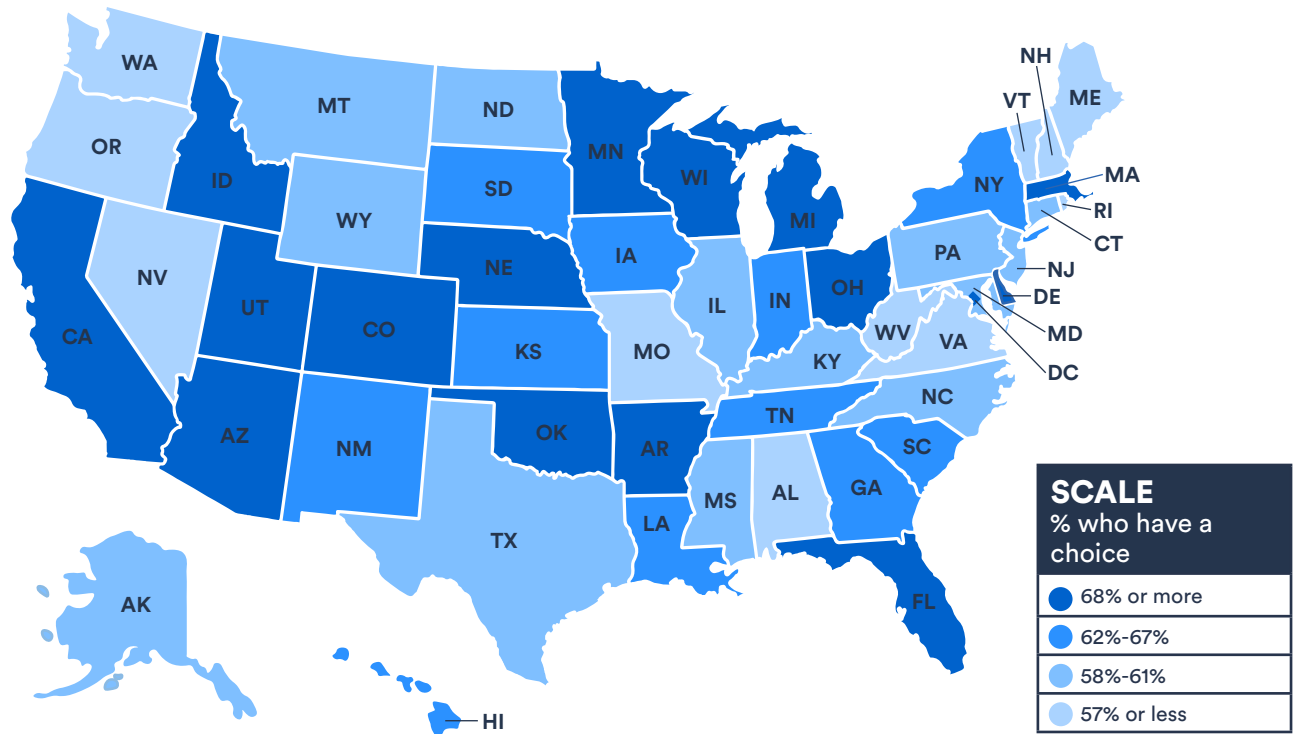 WA
OR
CA
NV
ID
MT
WY
UT
AZ
CO
NM
ND
SD
NE
KS
OK
TX
MN
IA
MO
AR
LA
WI
IL
MS
MI
IN
KY
TN
AL
OH
WV
GA
FL
SC
NC
VA
PA
NY
VT
NH
ME
MA
RI
CT
NJ
DE
MD
DC
AK
HI
SCALE
% who have a
choice
68% or more
62%-67%
58%-61%
57% or less